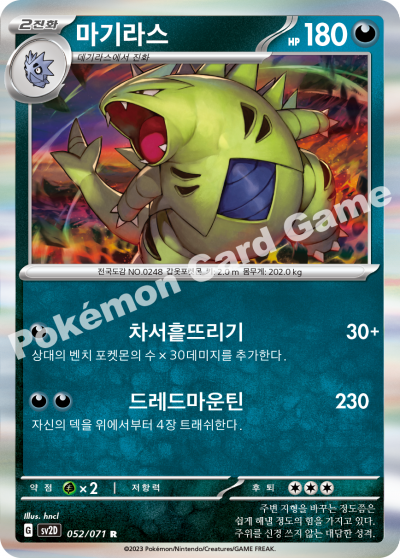 2진화
마기라스
HP 180
데기라스에서 진화
전국도감 NO.0248 갑옷포켓몬 키: 2.0 m 몸무게: 202.0 kg
Pokémon Card Game
차서흩뜨리기 30+
상대의 벤치 포켓몬의 수 × 30데미지를 추가한다.
드레드마운틴 230
자신의 덱을 위에서부터 4장 트래쉬한다.
약점 ×2 저항력 후퇴
Illus. hncl
G SV2D 052/071 R
주변 지형을 바꾸는 정도쯤은
쉽게 해낼 정도의 힘을 가지고 있다.
주위를 신경 쓰지 않는 대담한 성격.
©2023 Pokémon/Nintendo/Creatures/GAME FREAK.